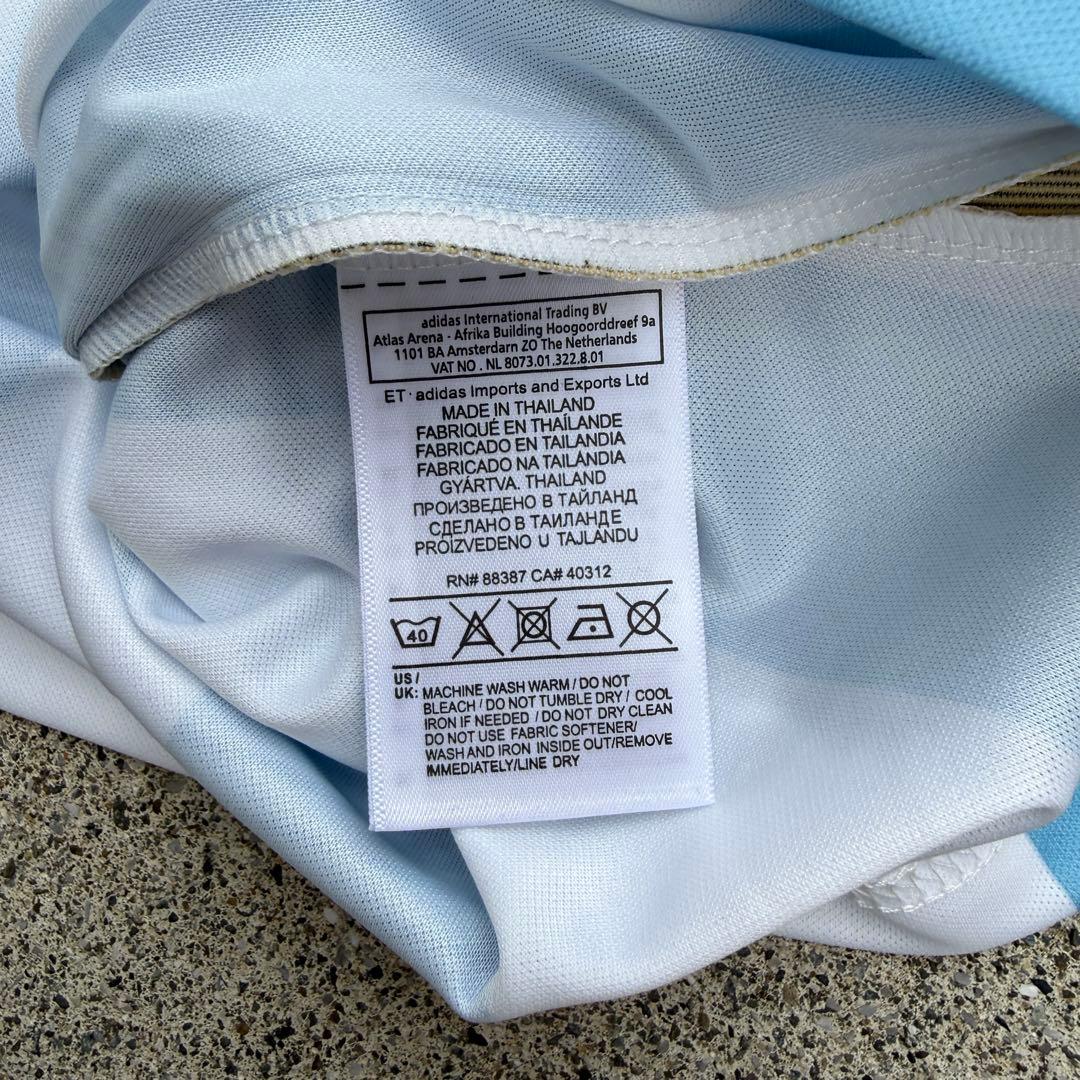 adidas International Trading BV
Atlas Arena - Afrika Building Hoogoorddreef 9a
1101 BA Amsterdarn ZO The Netherlands
VAT NO . NL 8073.01.322.8.01
ET· adidas Imports and Exports Ltd
MADE IN THAILAND
FABRIQUÉ EN THAÍLANDE
FABRICADO EN TAILANDIA
FABRICADO NA TAILÁNDIA
GYÁRTVA. THAILAND
ПРОИЗВЕДЕНО В ТАЙЛАНД
СДЕЛАНО В ТАИЛАНДЕ
PROÍZVEDENO U TAJLANDU
RN# 88387 CA# 40312
40
US /
UK: MACHINE WASH WARM / DO NOT
BLEACH / DO NOT TUMBLE DRY / COOL
IRON IF NEEDED / DO NOT DRY CLEAN
DO NOT USE FABRIC SOFTENER/
WASH AND IRON INSIDE OUT/REMOVE
IMMEDIATELY/LINE DRY